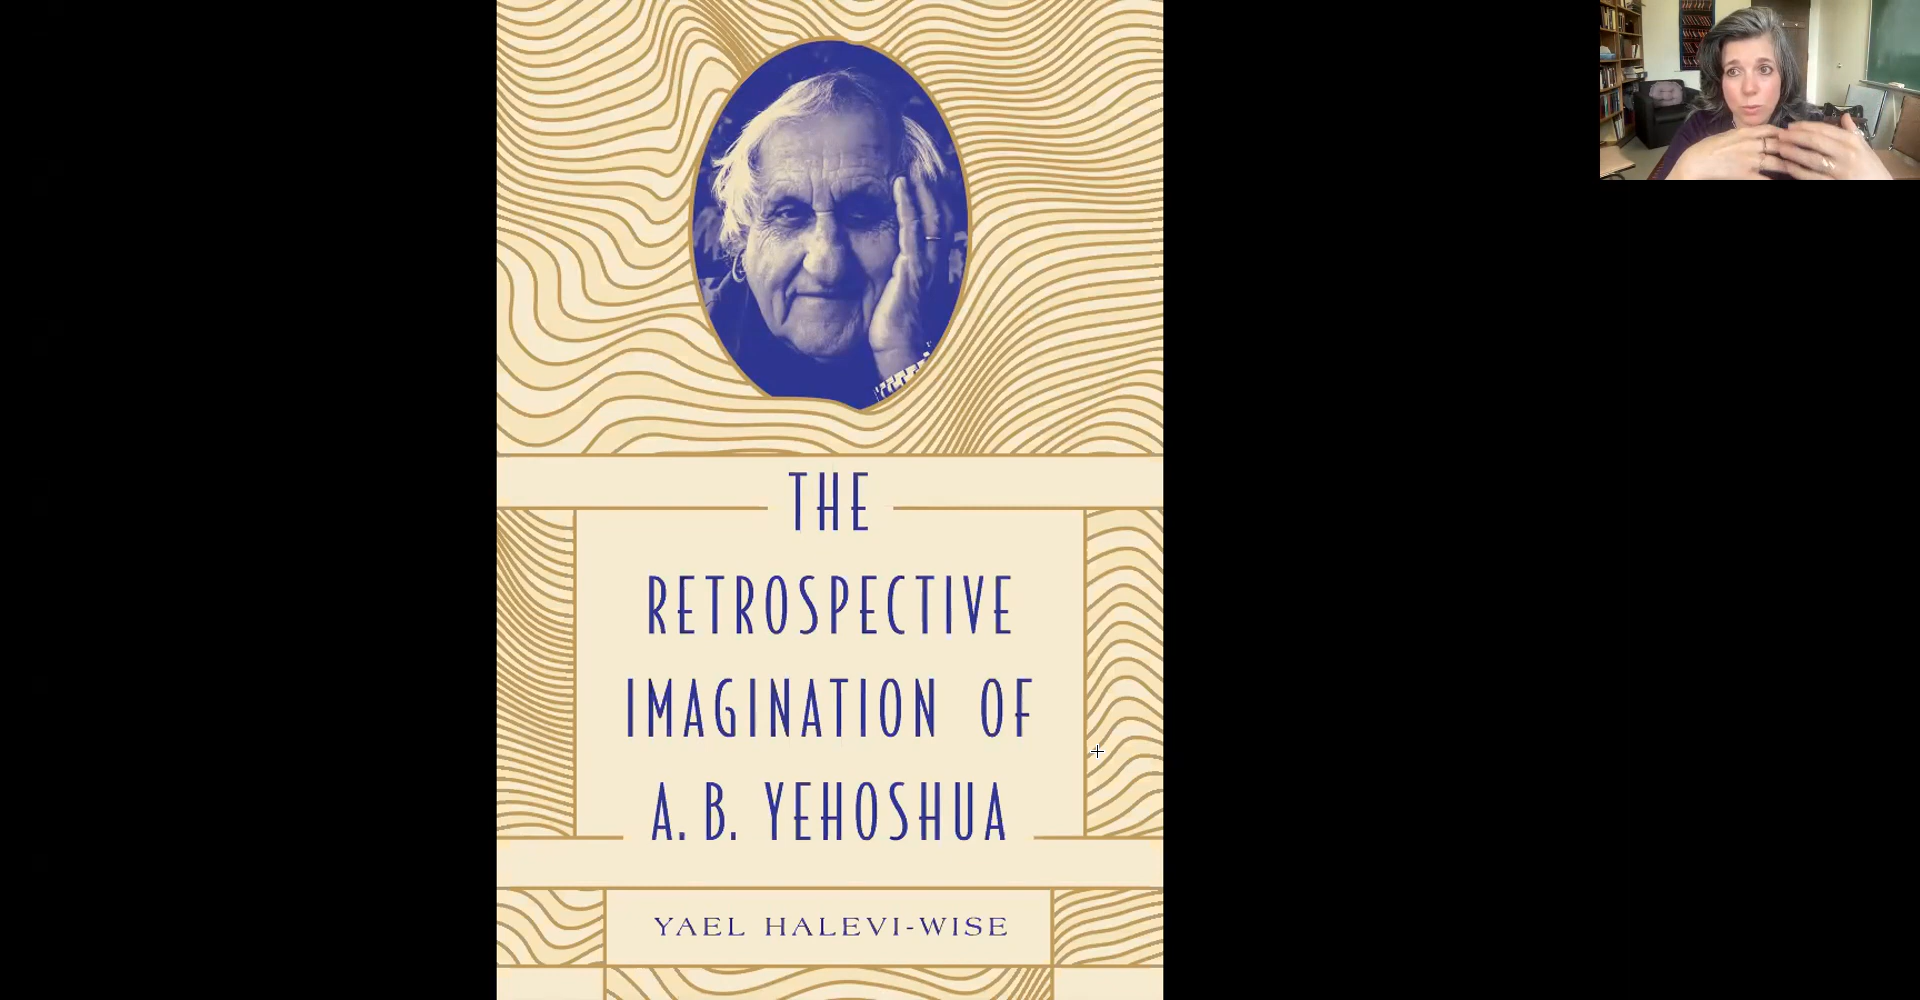 THE
RETROSPECTIVE
IMAGINATION OF
A. B. YEHOSHUA
YAEL HALEVI-WISE